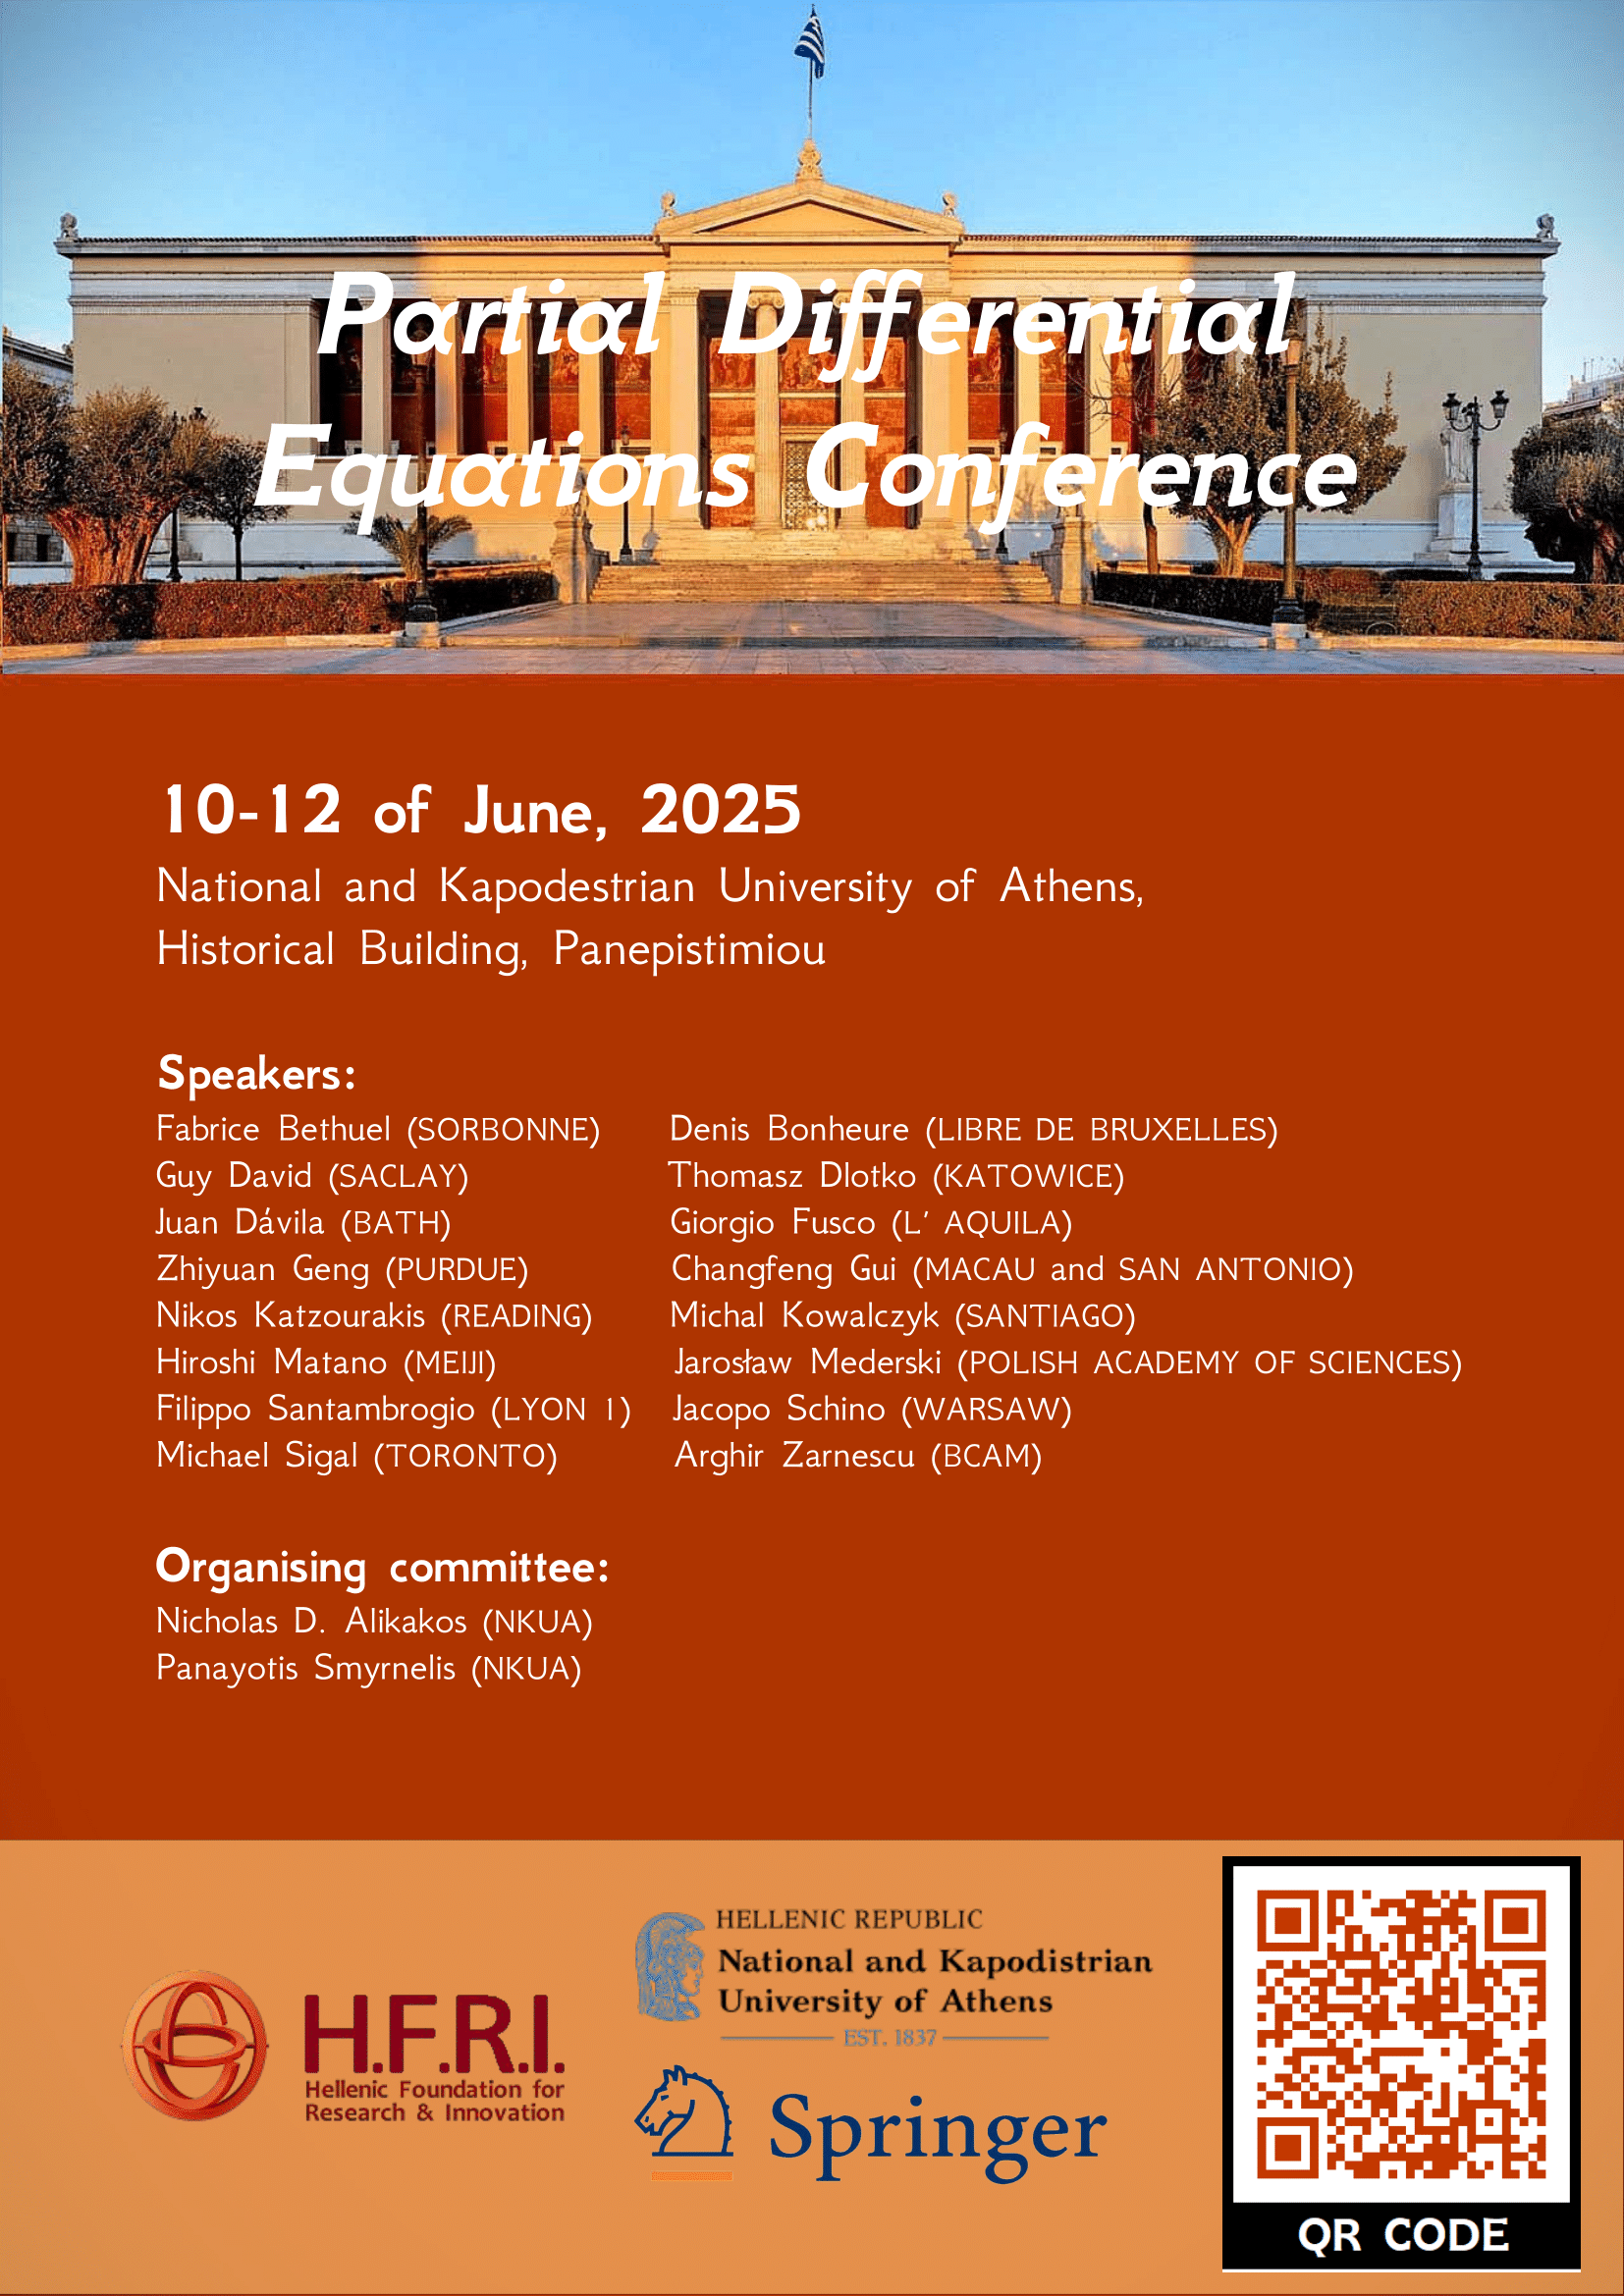 Partial Differential
Equations Conference
10-12 of June, 2025
National and Kapodestrian University of Athens,
Historical Building, Panepistimiou
Speakers:
Fabrice Bethuel (SORBONNE)
Guy David (SACLAY)
Juan Dávila (BATH)
Zhiyuan Geng (PURDUE)
Nikos Katzourakis (READING)
Hiroshi Matano (MEIJI)
Filippo Santambrogio (LYON 1)
Michael Sigal (TORONTO)
Denis Bonheure (LIBRE DE BRUXELLES)
Thomasz Dlotko (KATOWICE)
Giorgio Fusco (L' AQUILA)
Changfeng Gui (MACAU and SAN ANTONIO)
Michal Kowalczyk (SANTIAGO)
Jarosław Mederski (POLISH ACADEMY OF SCIENCES)
Jacopo Schino (WARSAW)
Arghir Zarnescu (BCAM)
Organising committee:
Nicholas D. Alikakos (NKUA)
Panayotis Smyrnelis (NKUA)
H.F.R.I.
Hellenic Foundation for
Research & Innovation
HELLENIC REPUBLIC
National and Kapodistrian
University of Athens
EST. 1837
Springer
QR CODE